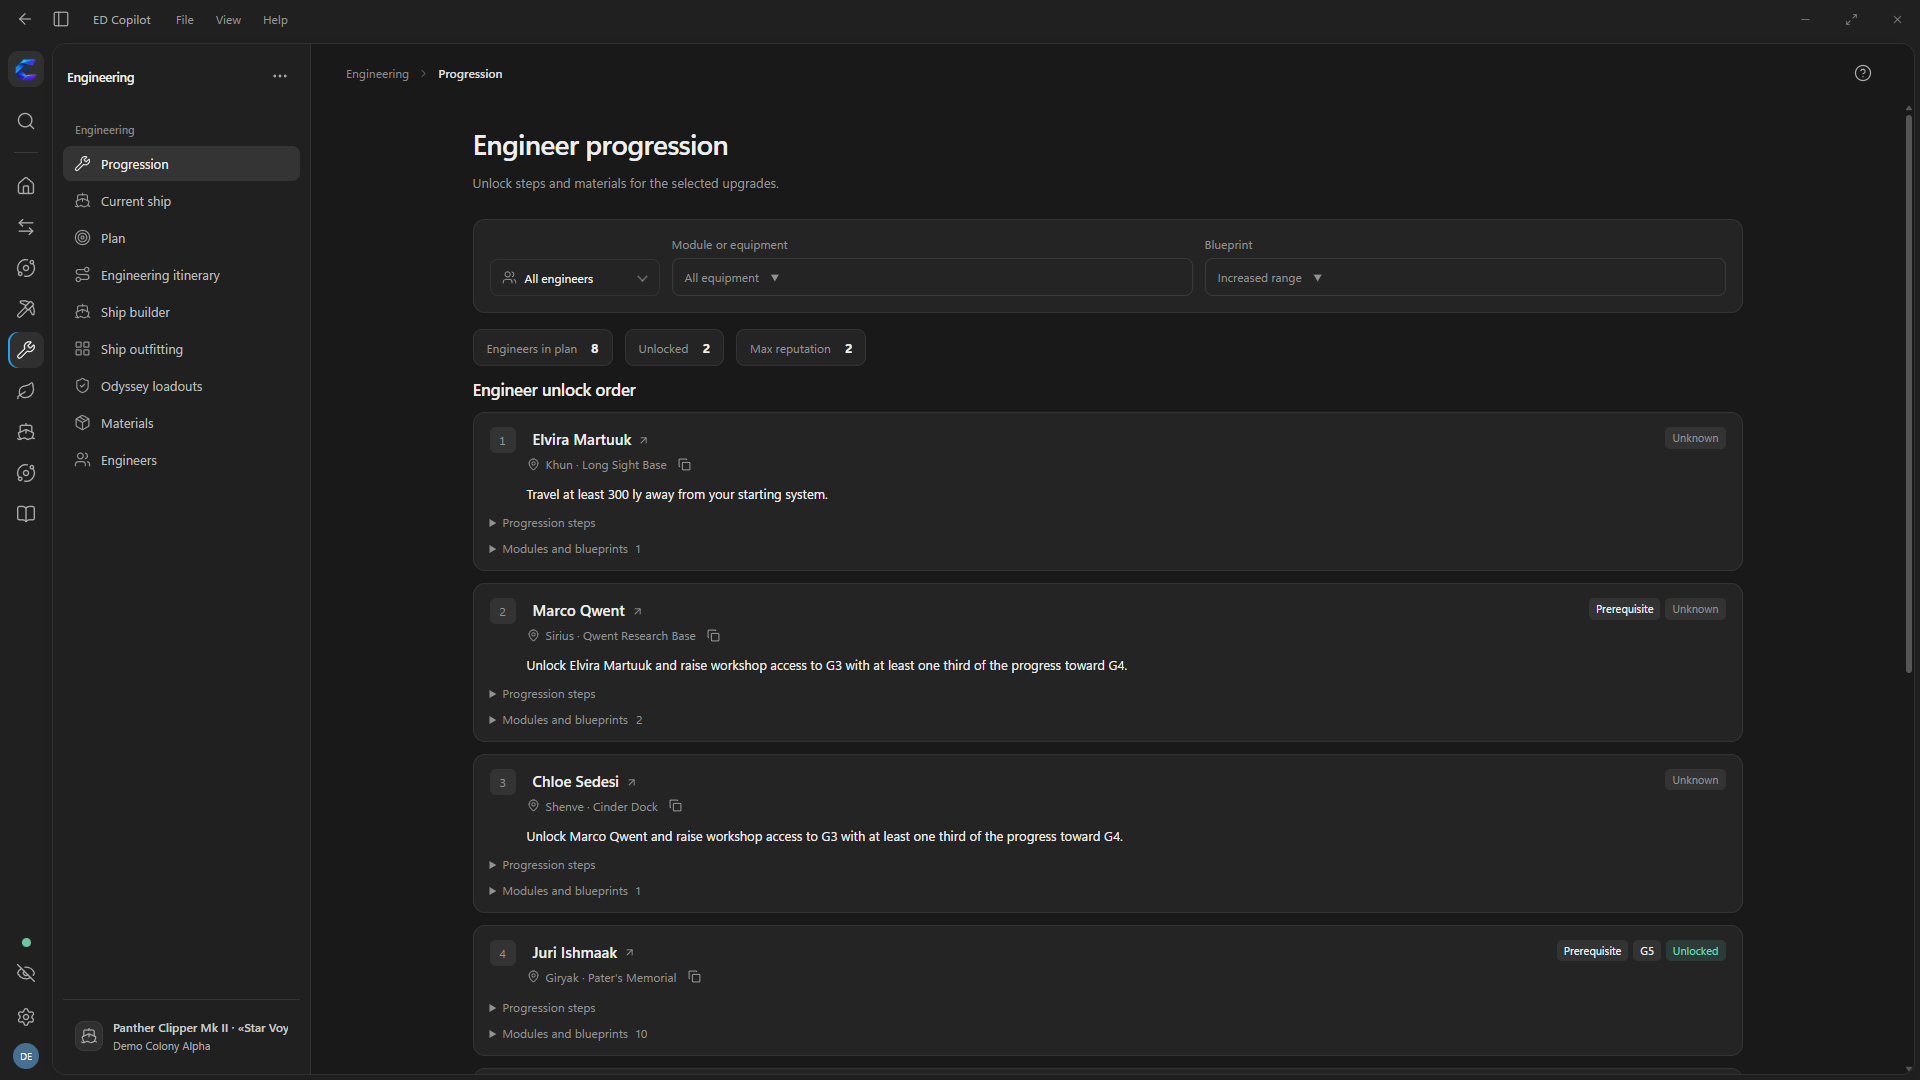 ED Copilot
File
View
Help
Engineering
Engineering
Progression
Current ship
Plan
Engineering itinerary
Ship builder
Ship outfitting
Odyssey loadouts
Materials
Engineers
DE
Panther Clipper Mk II · «Star Voy
Demo Colony Alpha
Engineering
Progression
Engineer progression
Unlock steps and materials for the selected upgrades.
All engineers
Module or equipment
All equipment
Blueprint
Increased range
Engineers in plan 8
Unlocked 2
Max reputation 2
Engineer unlock order
1
Elvira Martuuk
Unknown
Khun · Long Sight Base
Travel at least 300 ly away from your starting system.
Progression steps
Modules and blueprints 1
2
Marco Qwent
Prerequisite
Unknown
Sirius · Qwent Research Base
Unlock Elvira Martuuk and raise workshop access to G3 with at least one third of the progress toward G4.
Progression steps
Modules and blueprints 2
3
Chloe Sedesi
Unknown
Shenve · Cinder Dock
Unlock Marco Qwent and raise workshop access to G3 with at least one third of the progress toward G4.
Progression steps
Modules and blueprints 1
4
Juri Ishmaak
Prerequisite
G5
Unlocked
Giryak · Pater's Memorial
Progression steps
Modules and blueprints 10